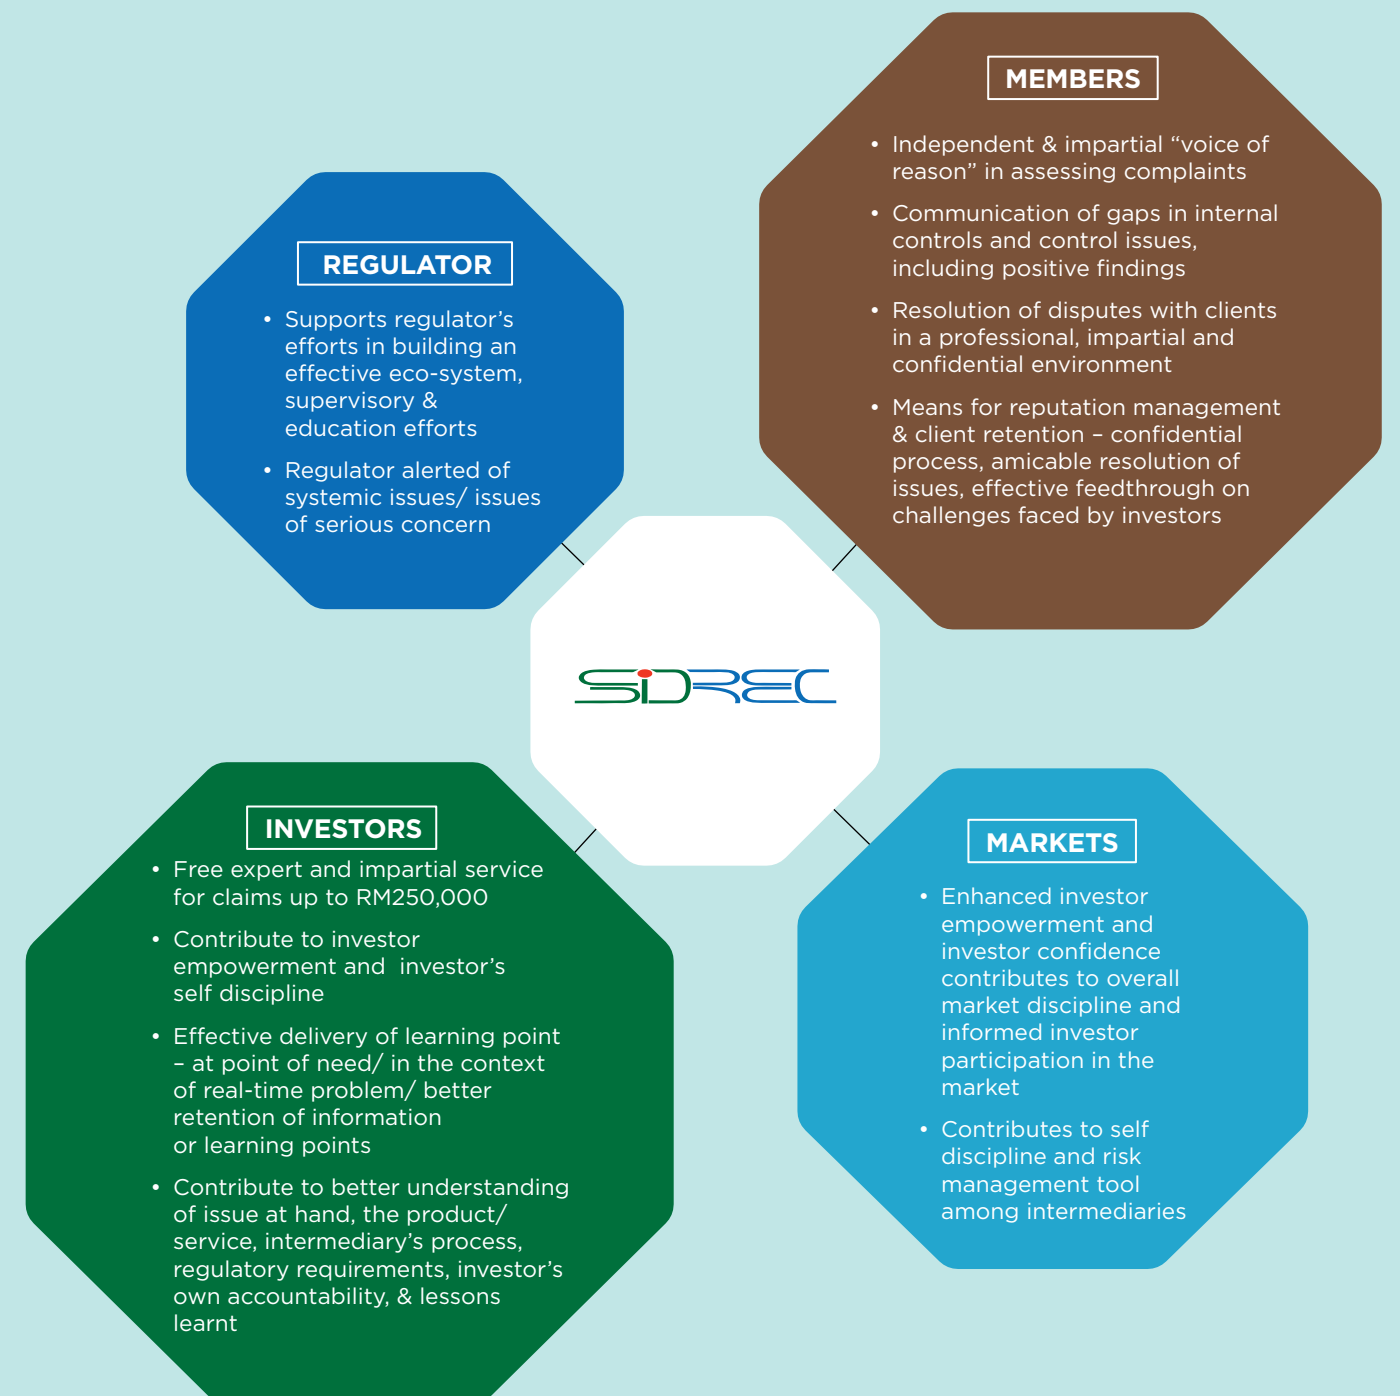 MEMBERS
• Independent & impartial “voice of
reason” in assessing complaints
• Communication of gaps in internal
controls and control issues,
including positive findings
• Resolution of disputes with clients
in a professional, impartial and
confidential environment
• Means for reputation management
& client retention – confidential
process, amicable resolution of
issues, effective feedthrough on
challenges faced by investors
REGULATOR
• Supports regulator’s
efforts in building an
effective eco-system,
supervisory &
education efforts
• Regulator alerted of
systemic issues/ issues
of serious concern
SiDREC
INVESTORS
• Free expert and impartial service
for claims up to RM250,000
• Contribute to investor
empowerment and  investor’s
self discipline
• Effective delivery of learning point
– at point of need/ in the context
of real-time problem/ better
retention of information
or learning points
• Contribute to better understanding
of issue at hand, the product/
service, intermediary’s process,
regulatory requirements, investor’s
own accountability, & lessons
learnt
MARKETS
• Enhanced investor
empowerment and
investor confidence
contributes to overall
market discipline and
informed investor
participation in the
market
• Contributes to self
discipline and risk
management tool
among intermediaries